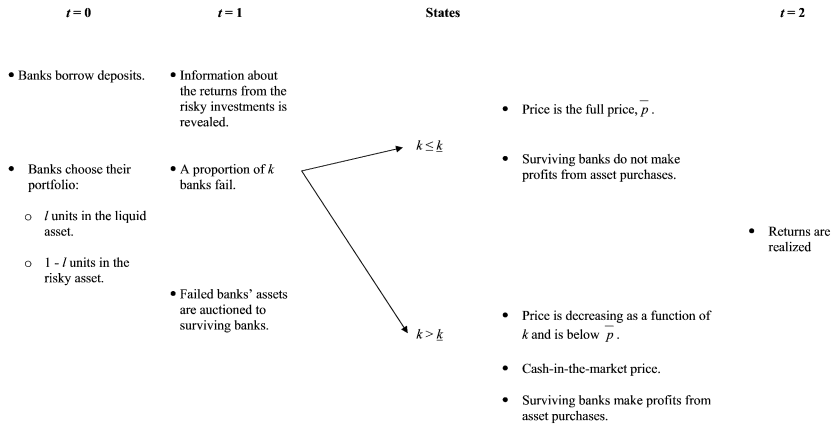 t = 0
t = 1
States
t = 2
• Banks borrow deposits.
• Banks choose their
portfolio:
o l units in the liquid
asset.
o 1 - l units in the
risky asset.
• Information about
the returns from the
risky investments is
revealed.
• A proportion of k
banks fail.
• Failed banks' assets
are auctioned to
surviving banks.
k ≤ k̲
• Price is the full price, p̅ .
• Surviving banks do not make
profits from asset purchases.
k > k̲
• Price is decreasing as a function of
k and is below p̅ .
• Cash-in-the-market price.
• Surviving banks make profits from
asset purchases.
• Returns are
realized